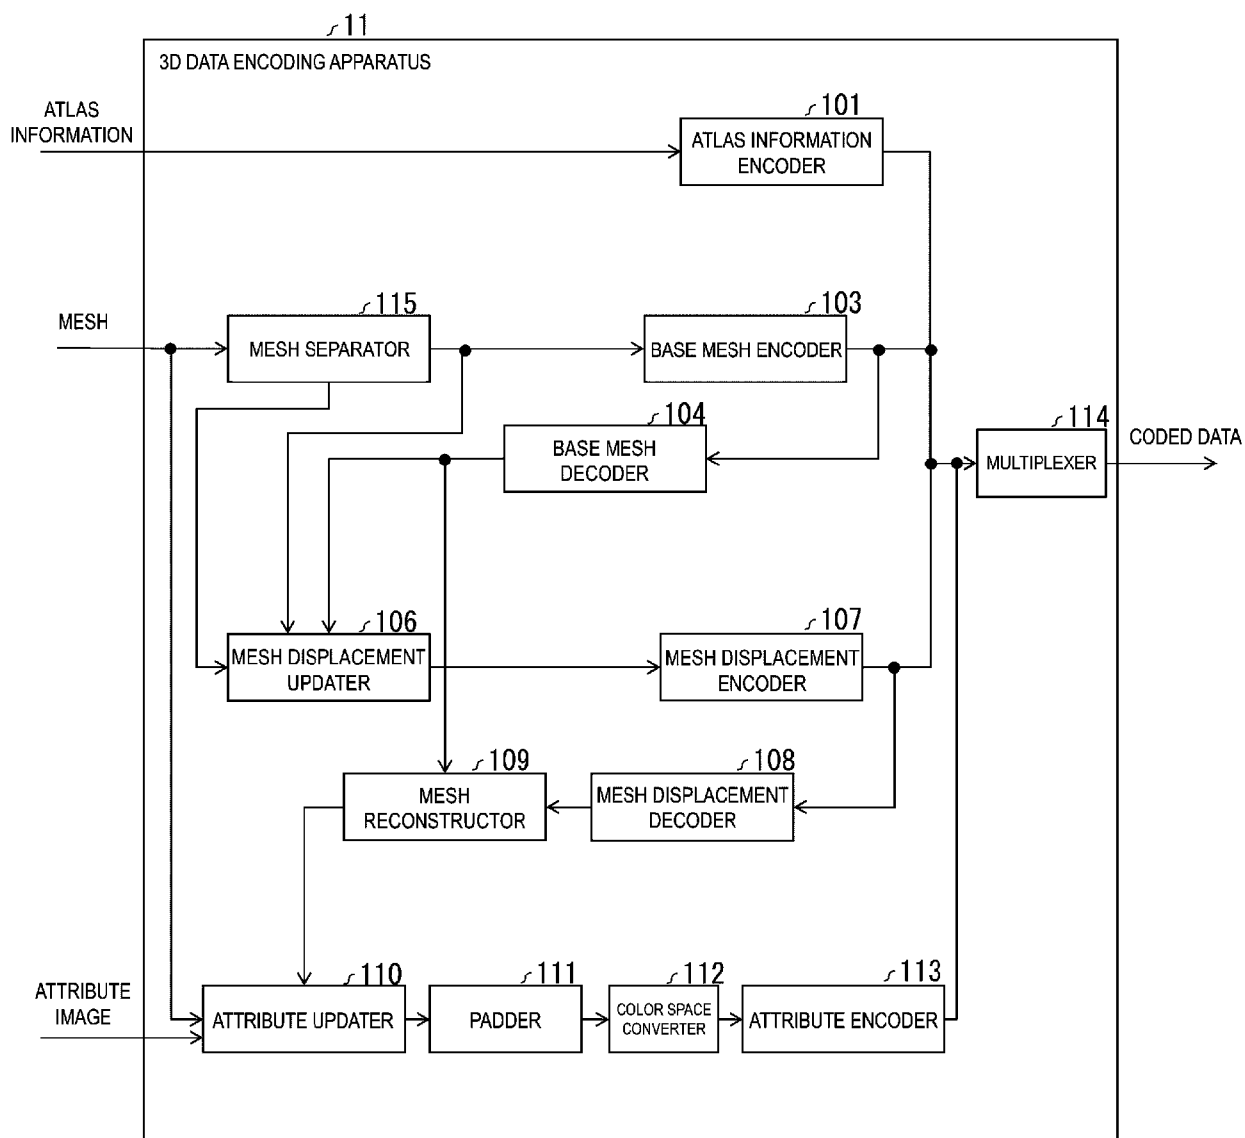 11
3D DATA ENCODING APPARATUS
ATLAS
INFORMATION
101
ATLAS INFORMATION
ENCODER
MESH
115
MESH SEPARATOR
103
BASE MESH ENCODER
104
BASE MESH
DECODER
114
MULTIPLEXER
CODED DATA
106
MESH DISPLACEMENT
UPDATER
107
MESH DISPLACEMENT
ENCODER
109
MESH
RECONSTRUCTOR
108
MESH DISPLACEMENT
DECODER
ATTRIBUTE
IMAGE
110
ATTRIBUTE UPDATER
111
PADDER
112
COLOR SPACE
CONVERTER
113
ATTRIBUTE ENCODER